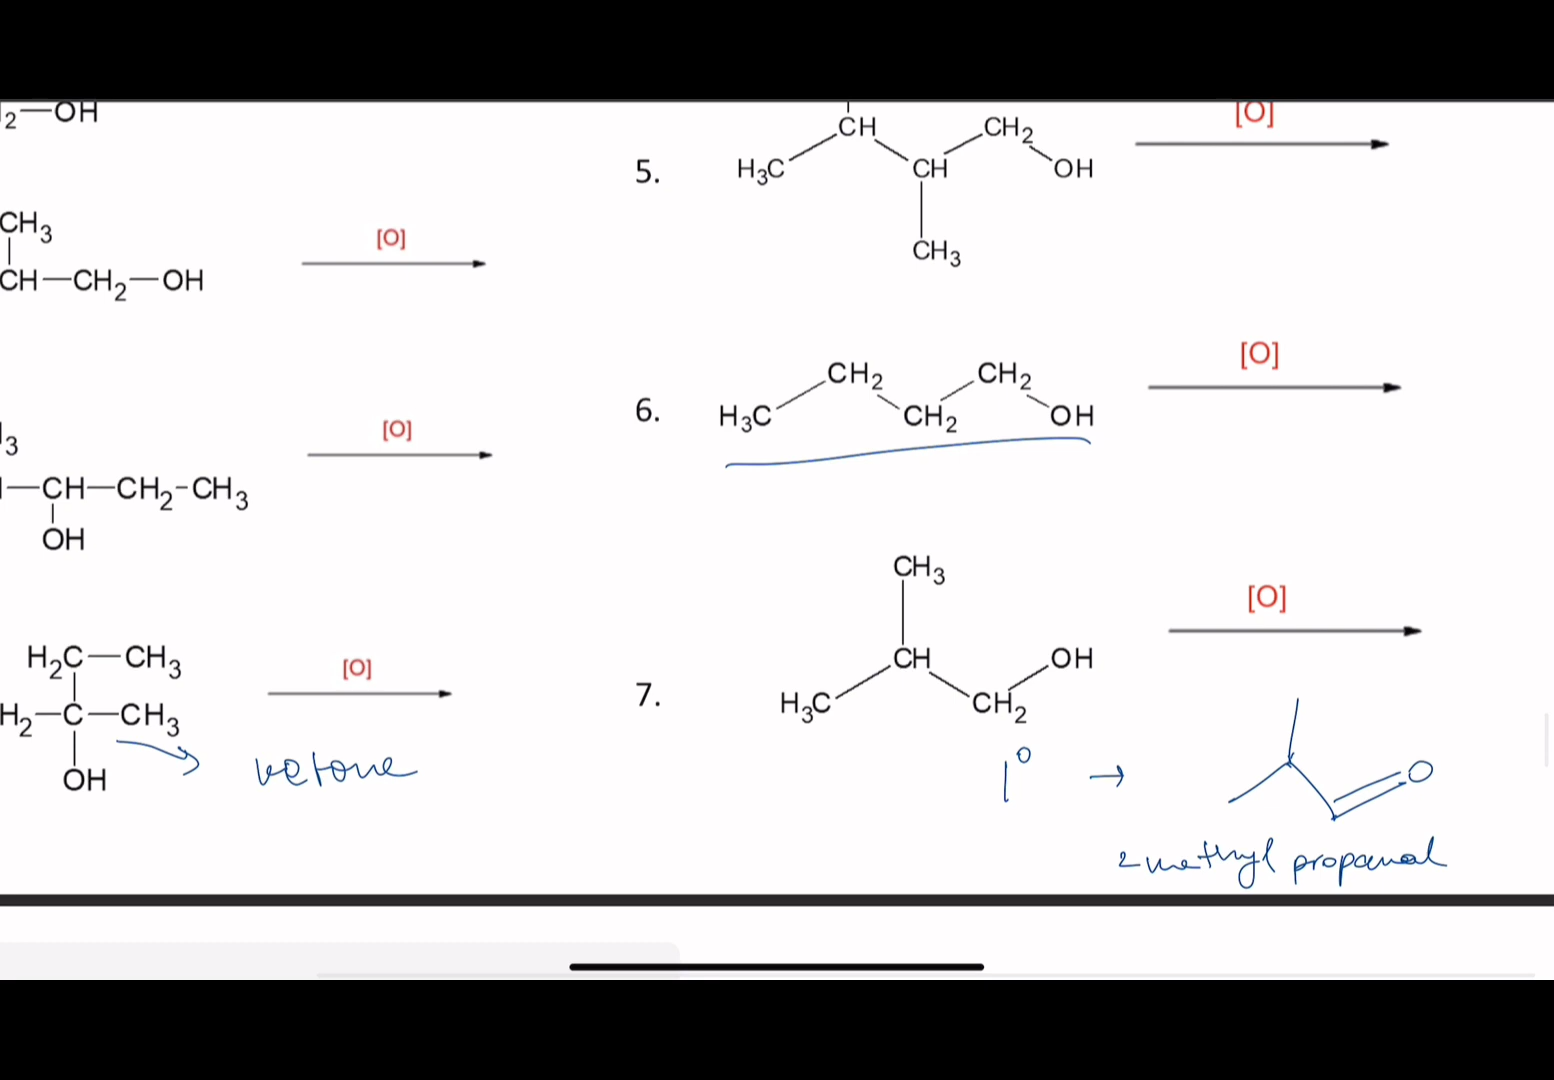 2—OH
CH3
CH—CH2—OH
[O]
3
—CH—CH2-CH3
OH
[O]
H2C—CH3
H2—C—CH3
OH
[O]
vetone
5.
H3C
CH
CH
CH3
CH2
OH
[O]
6.
H3C
CH2
CH2
CH2
OH
[O]
7.
CH3
CH
H3C
CH2
OH
[O]
1° →
O
2 methyl propanal